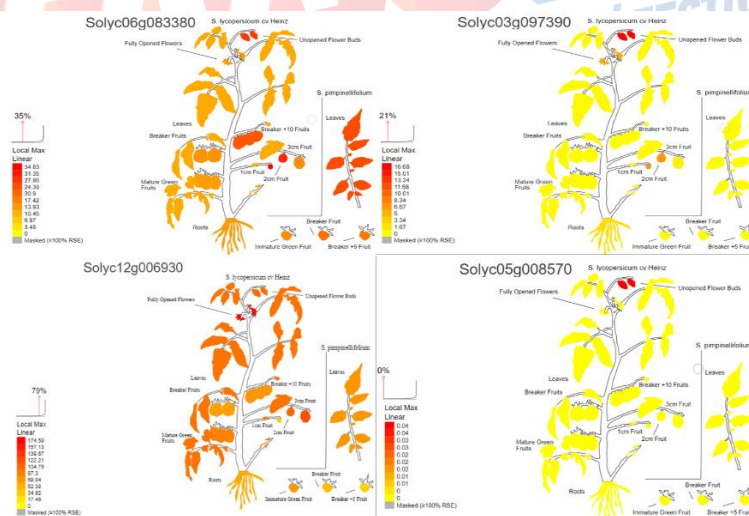 Solyc06g083380
S. lycopersicum cv Heinz
Fully Opened Flowers
Unopened Flower Buds
S. pimpinellifolium
Leaves
Leaves
Breaker Fruits
Breaker +10 Fruits
3cm Fruit
1cm Fruit
2cm Fruit
Mature Green
Fruits
Roots
Breaker Fruit
Immature Green Fruit
Breaker +5 Fruit
35%
Local Max
Linear
34.83
31.35
27.86
24.38
20.9
17.42
13.93
10.45
6.97
3.48
0
Masked (≥100% RSE)
Solyc03g097390
S. lycopersicum cv Heinz
Fully Opened Flowers
Unopened Flower Buds
S. pimpinellifolium
Leaves
Leaves
Breaker Fruits
Breaker +10 Fruits
3cm Fruit
1cm Fruit
2cm Fruit
Mature Green
Fruits
Roots
Breaker Fruit
Immature Green Fruit
Breaker +5 Fruit
21%
Local Max
Linear
16.68
15.01
13.34
11.68
10.01
8.34
6.67
5
3.34
1.67
0
Masked (≥100% RSE)
Solyc12g006930
S. lycopersicum cv Heinz
Fully Opened Flowers
Unopened Flower Buds
S. pimpinellifolium
Leaves
Leaves
Breaker Fruits
Breaker +10 Fruits
3cm Fruit
1cm Fruit
2cm Fruit
Mature Green
Fruits
Roots
Breaker Fruit
Immature Green Fruit
Breaker +5 Fruit
79%
Local Max
Linear
174.59
157.13
139.67
122.21
104.75
87.3
69.84
52.38
34.92
17.46
0
Masked (≥100% RSE)
Solyc05g008570
S. lycopersicum cv Heinz
Fully Opened Flowers
Unopened Flower Buds
S. pimpinellifolium
Leaves
Leaves
Breaker Fruits
Breaker +10 Fruits
3cm Fruit
1cm Fruit
2cm Fruit
Mature Green
Fruits
Roots
Breaker Fruit
Immature Green Fruit
Breaker +5 Fruit
0%
Local Max
Linear
0.04
0.04
0.03
0.03
0.02
0.02
0.02
0.01
0.01
0
0
Masked (≥100% RSE)